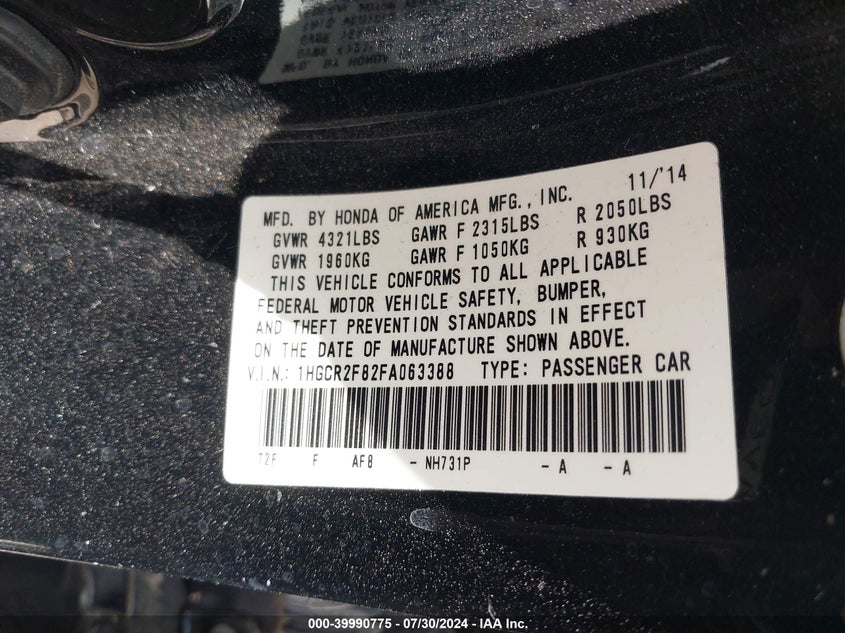 MFD. BY HONDA OF AMERICA MFG., INC. 11/'14
GVWR 4321LBS GAWR F 2315LBS R 2050LBS
GVWR 1960KG GAWR F 1050KG R 930KG
THIS VEHICLE CONFORMS TO ALL APPLICABLE
FEDERAL MOTOR VEHICLE SAFETY, BUMPER,
AND THEFT PREVENTION STANDARDS IN EFFECT
ON THE DATE OF MANUFACTURE SHOWN ABOVE.
V.I.N.: 1HGCR2F82FA063388 TYPE: PASSENGER CAR
T2F F AF8 - NH731P - A - A
000-39990775 - 07/30/2024 - IAA Inc.